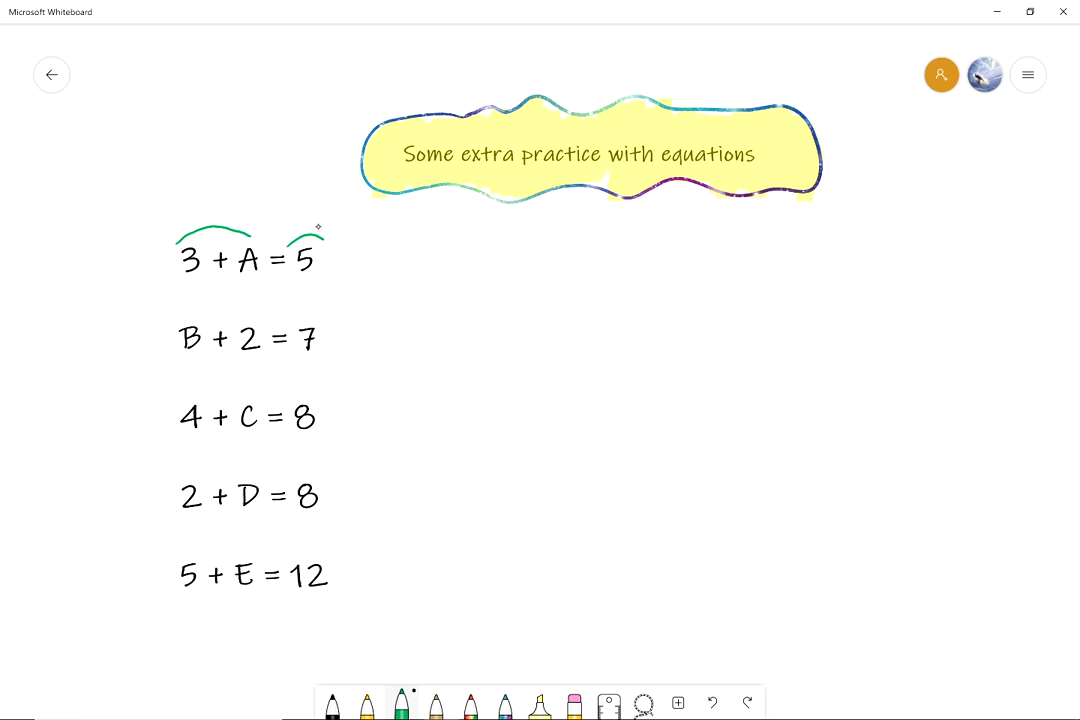 Microsoft Whiteboard
Some extra practice with equations
3 + A = 5
B + 2 = 7
4 + C = 8
2 + D = 8
5 + E = 12